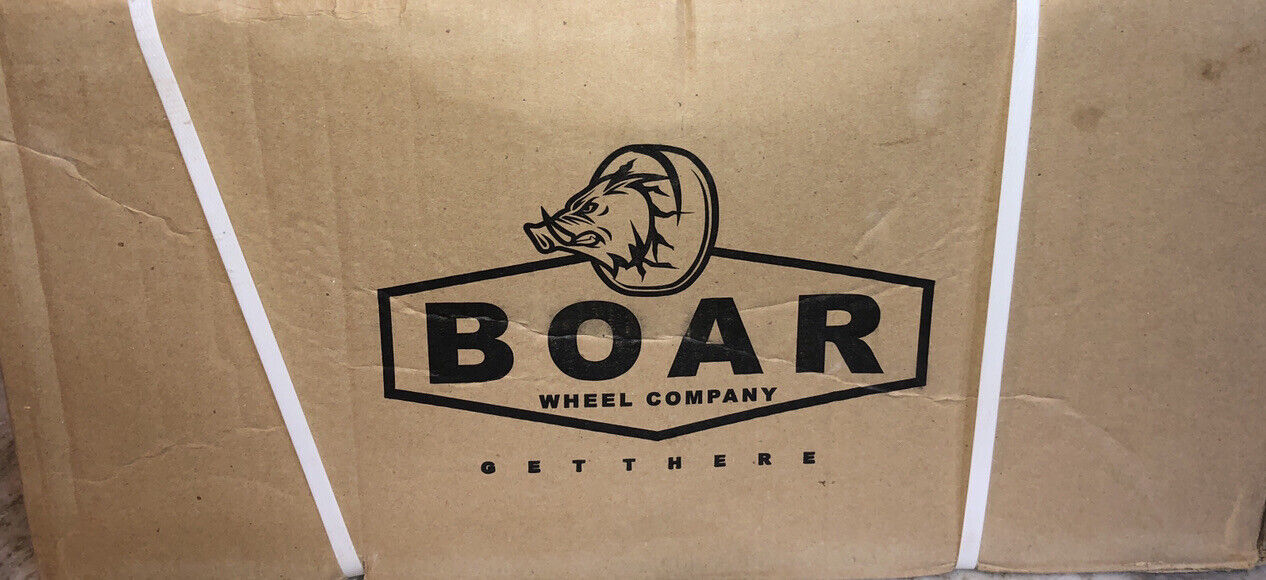 BOAR
WHEEL COMPANY
GET THERE